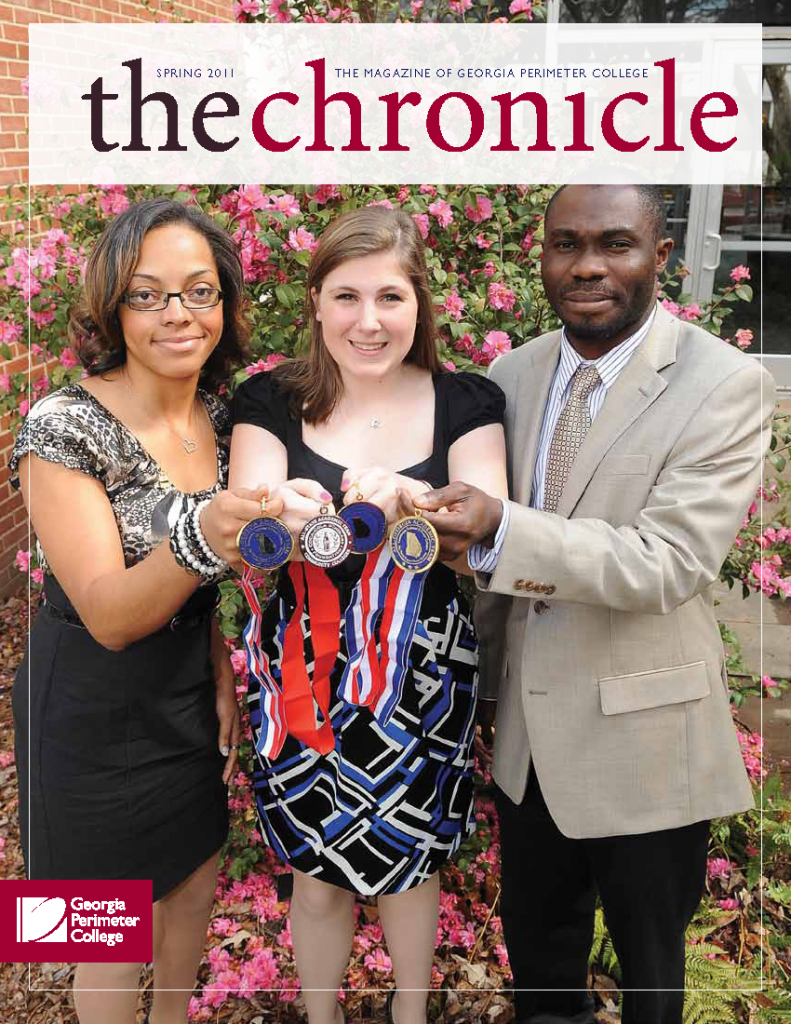 SPRING 2011
THE MAGAZINE OF GEORGIA PERIMETER COLLEGE
thechronicle
Georgia
Perimeter
College